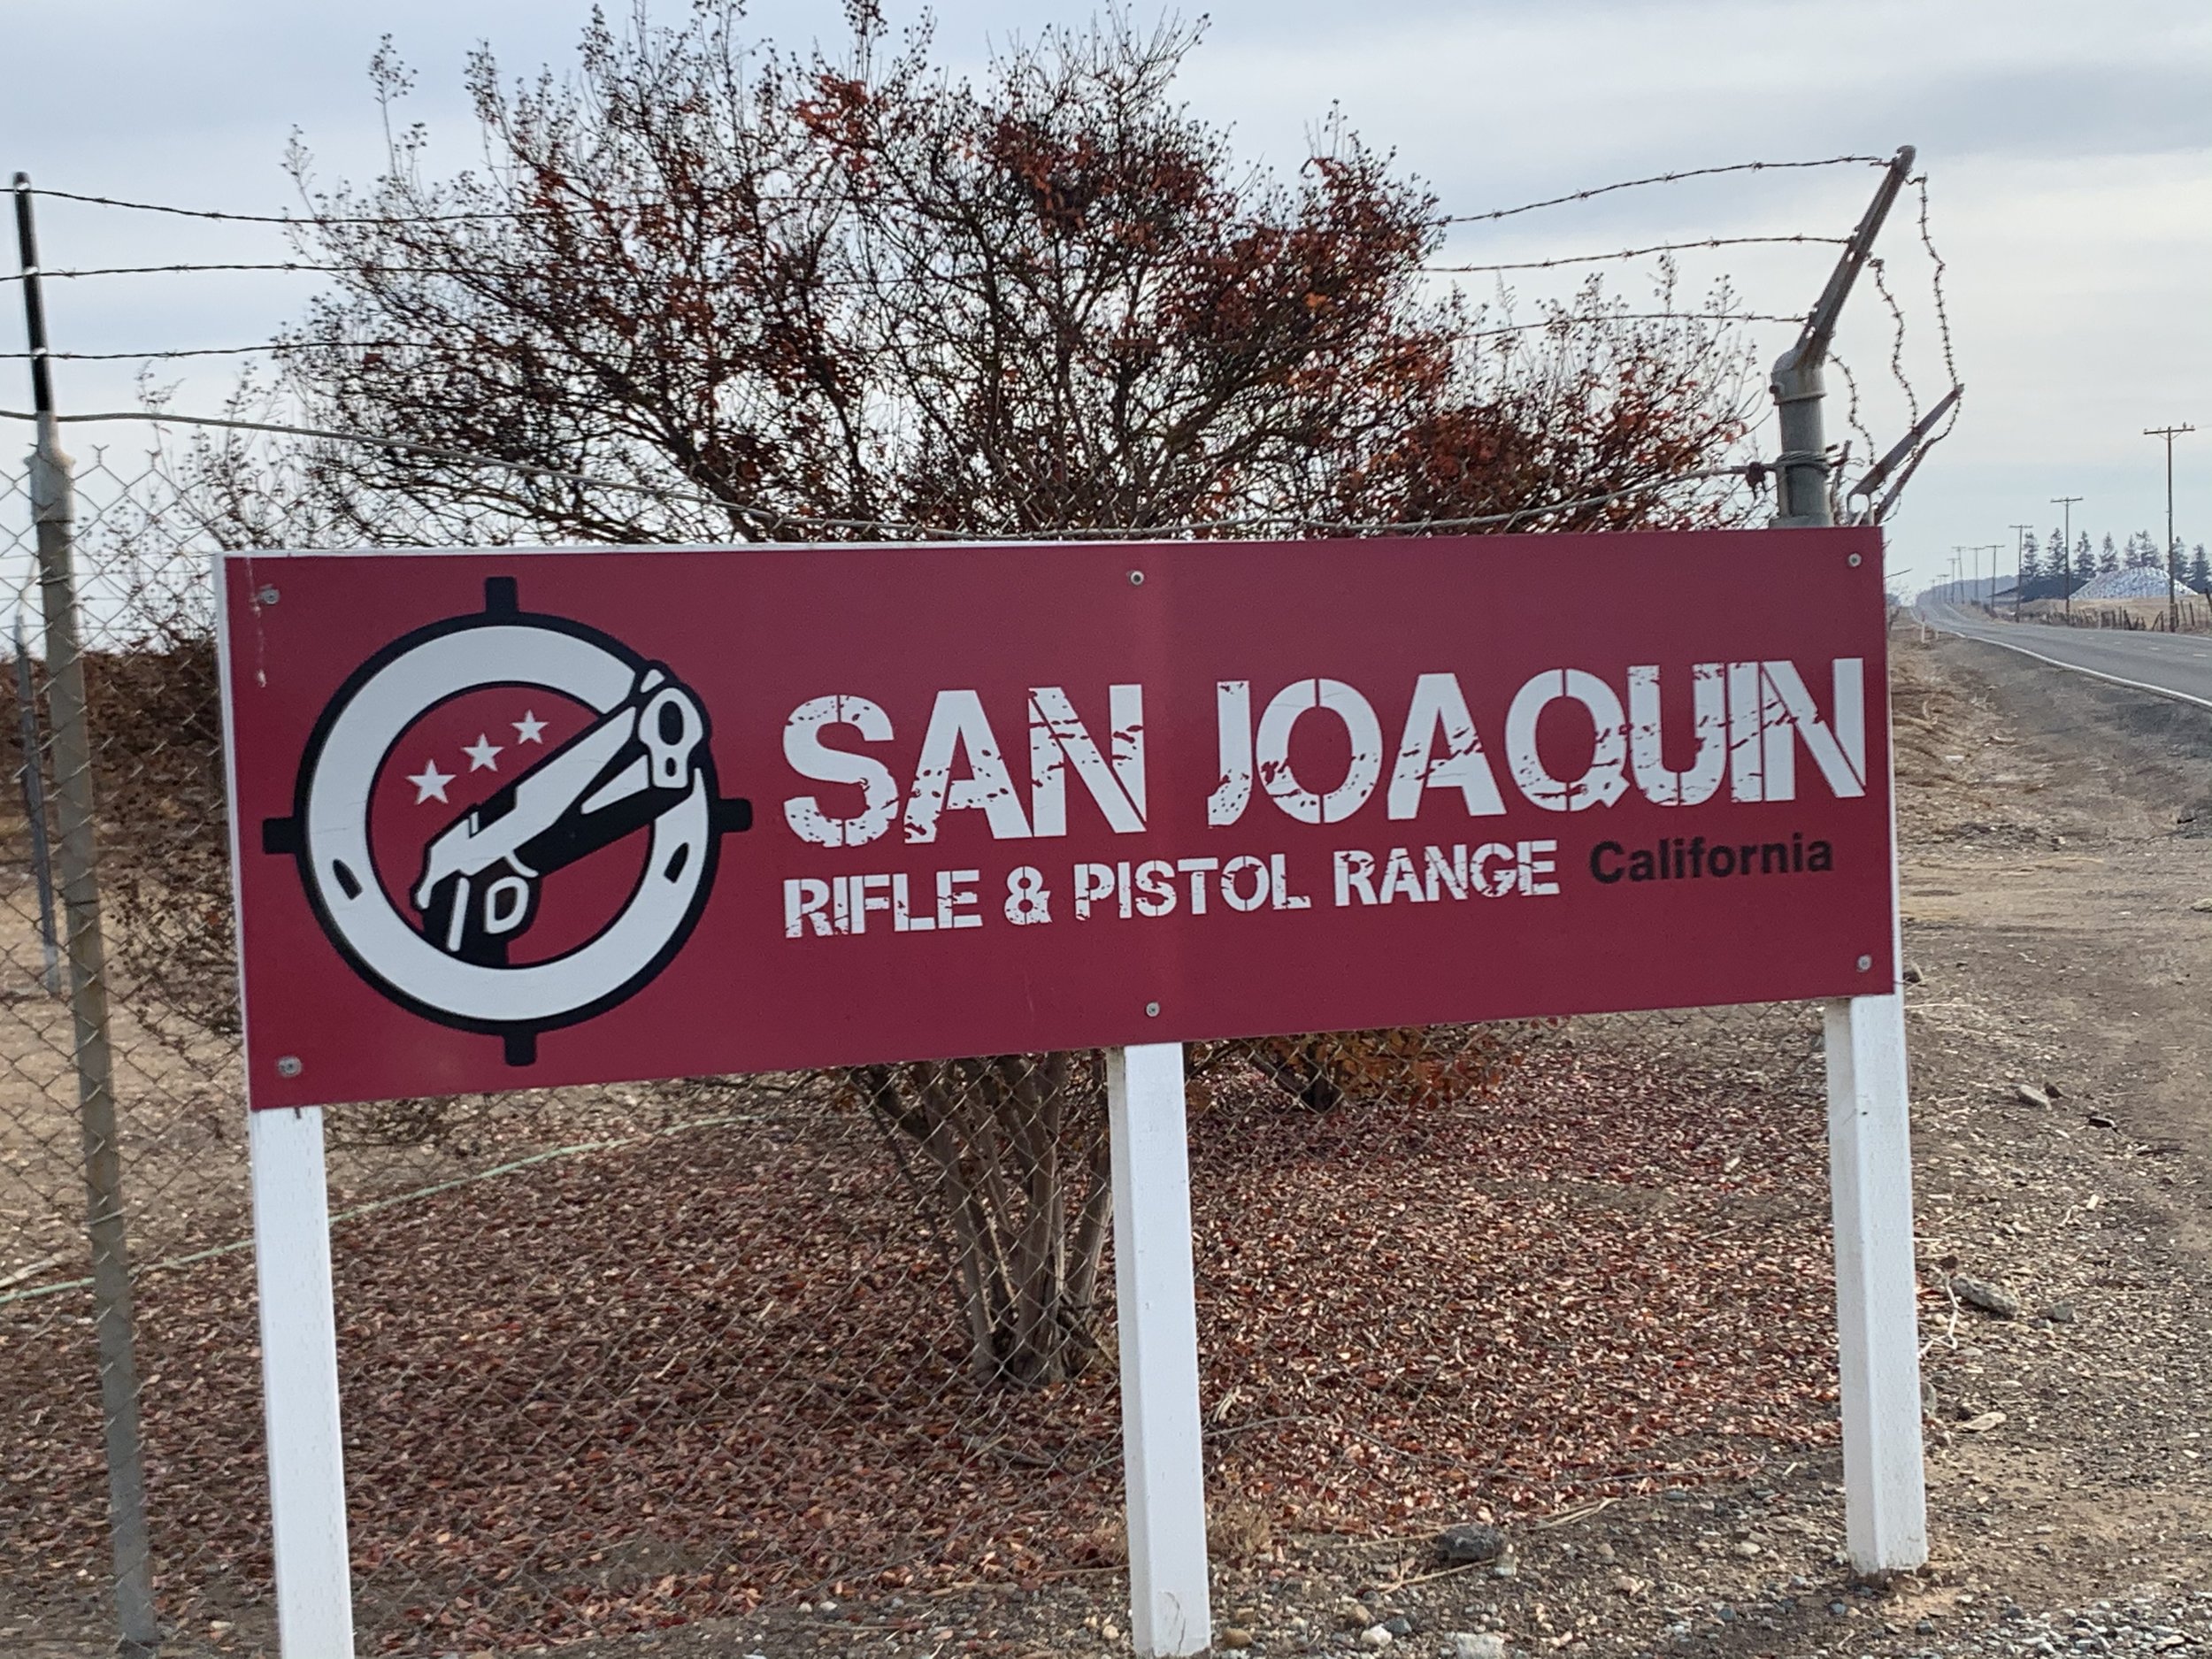 SAN JOAQUIN
RIFLE & PISTOL RANGE California